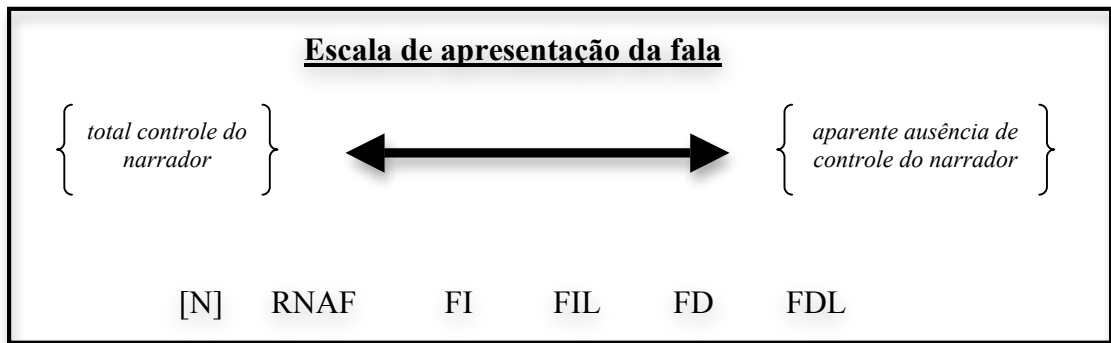 Escala de apresentação da fala
total controle do
narrador
aparente ausência de
controle do narrador
[N] RNAF FI FIL FD FDL